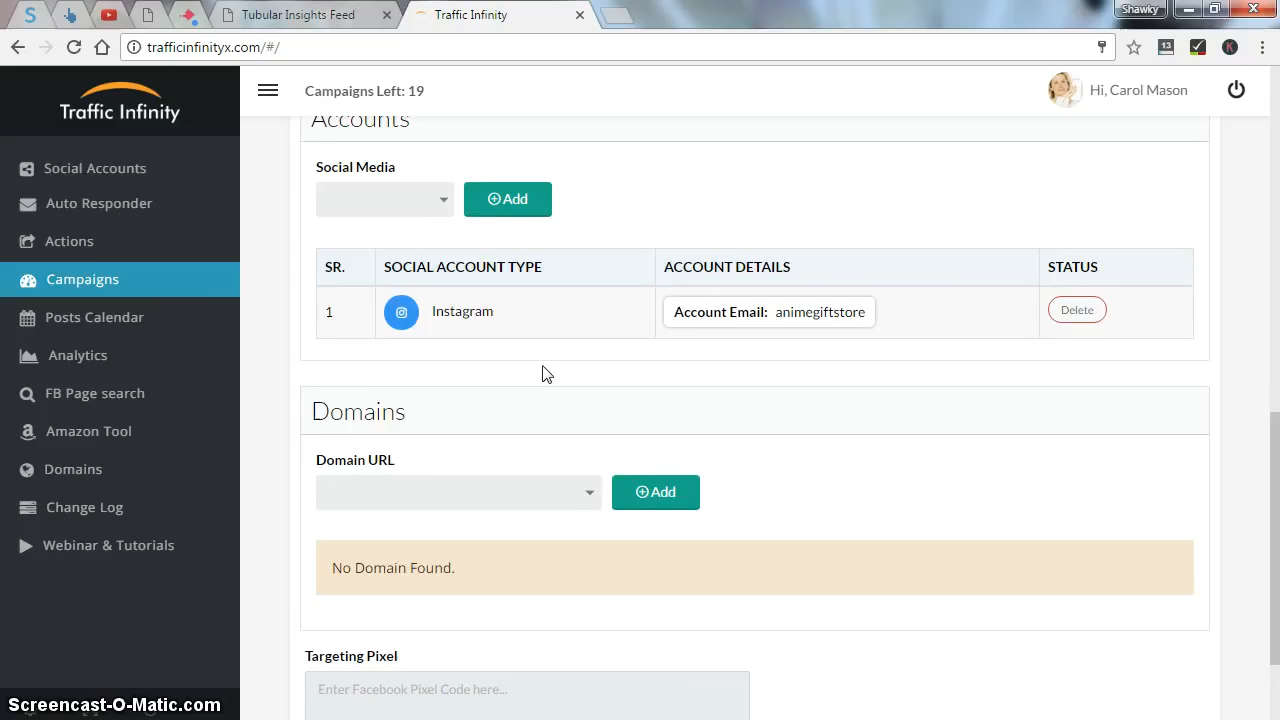 Tubular Insights Feed
Traffic Infinity
Shawky
trafficinfinityx.com/#/
13
K
Traffic Infinity
Campaigns Left: 19
Hi, Carol Mason
Social Accounts
Auto Responder
Actions
Campaigns
Posts Calendar
Analytics
FB Page search
Amazon Tool
Domains
Change Log
Webinar & Tutorials
Accounts
Social Media
Add
SR. SOCIAL ACCOUNT TYPE ACCOUNT DETAILS STATUS
1 Instagram Account Email: animegiftstore Delete
Domains
Domain URL
Add
No Domain Found.
Targeting Pixel
Enter Facebook Pixel Code here...
Screencast-O-Matic.com